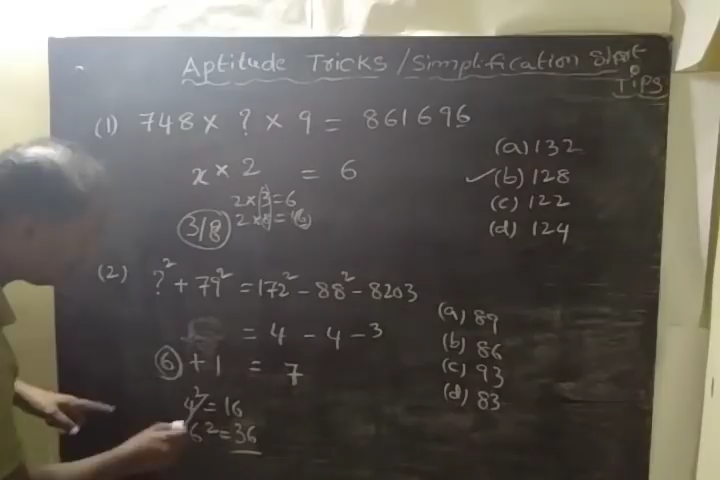 Aptitude Tricks / Simplification Short
Tips
(1) 748 × ? × 9 = 861696
(a) 132
x × 2 = 6
✓(b) 128
2 × 3 = 6
(c) 122
3/8 2 × 8 = 16
(d) 124
(2) ?² + 79² = 172² - 88² - 8203
(a) 89
= 4 - 4 - 3
(b) 86
6 + 1 = 7
(c) 93
(d) 83
4² = 16
6² = 36